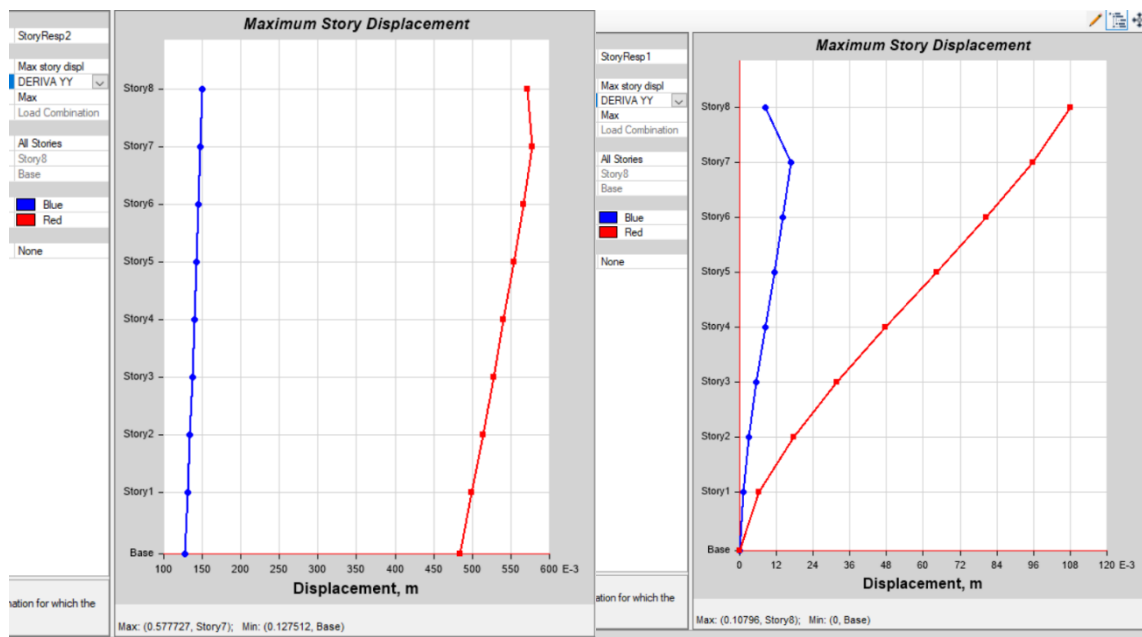 StoryResp2
Max story displ
DERIVA YY
Max
Load Combination
All Stories
Story8
Base
Blue
Red
None
nation for which the
Maximum Story Displacement
Story8
Story7
Story6
Story5
Story4
Story3
Story2
Story1
Base
100 150 200 250 300 350 400 450 500 550 600 E-3
Displacement, m
Max: (0.577727, Story7); Min: (0.127512, Base)
StoryResp1
Max story displ
DERIVA YY
Max
Load Combination
All Stories
Story8
Base
Blue
Red
None
ation for which the
Maximum Story Displacement
Story8
Story7
Story6
Story5
Story4
Story3
Story2
Story1
Base
0 12 24 36 48 60 72 84 96 108 120 E-3
Displacement, m
Max: (0.10796, Story8); Min: (0, Base)